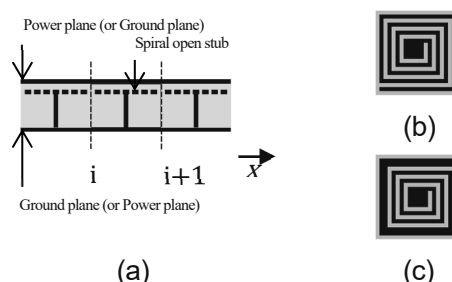 Power plane (or Ground plane)
Spiral open stub
i
i+1
x
Ground plane (or Power plane)
(a)
(b)
(c)